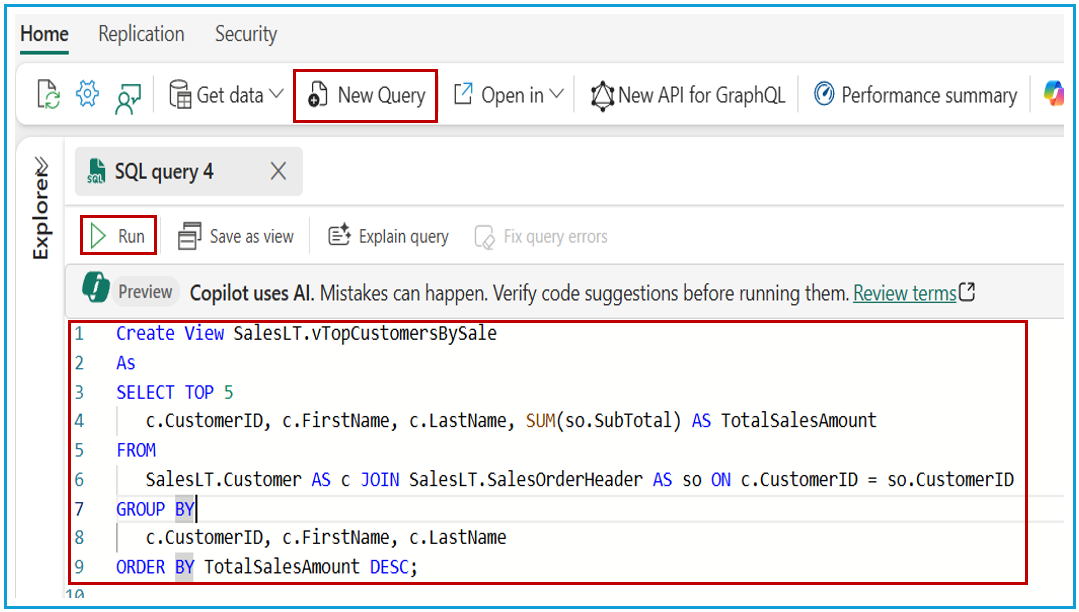 Home Replication Security
Get data New Query Open in New API for GraphQL Performance summary
Explorer
SQL query 4
SQL
Run Save as view Explain query Fix query errors
Preview Copilot uses AI. Mistakes can happen. Verify code suggestions before running them. Review terms
1 Create View SalesLT.vTopCustomersBySale
2 As
3 SELECT TOP 5
4 c.CustomerID, c.FirstName, c.LastName, SUM(so.SubTotal) AS TotalSalesAmount
5 FROM
6 SalesLT.Customer AS c JOIN SalesLT.SalesOrderHeader AS so ON c.CustomerID = so.CustomerID
7 GROUP BY
8 c.CustomerID, c.FirstName, c.LastName
9 ORDER BY TotalSalesAmount DESC;
10